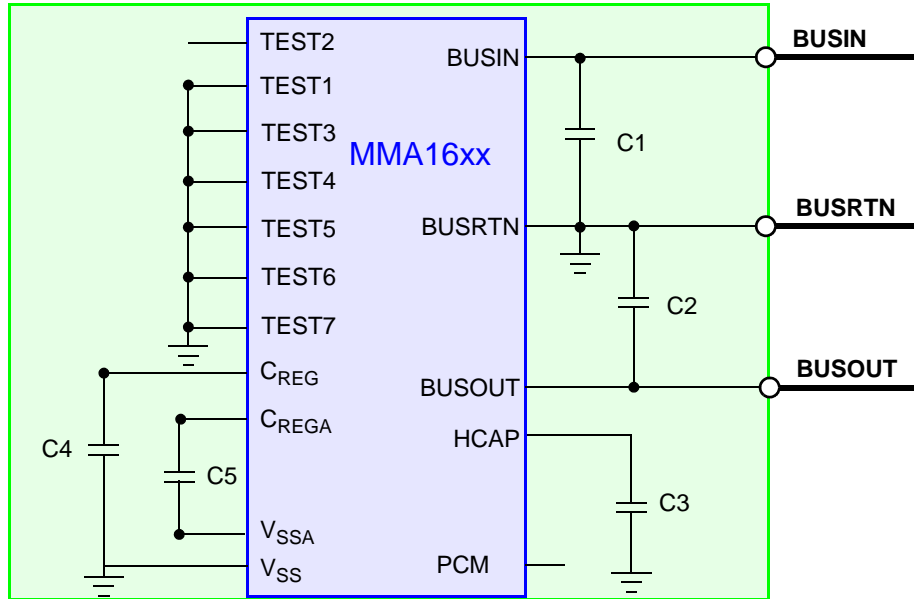 TEST2
TEST1
TEST3
TEST4
TEST5
TEST6
TEST7
CREG
CREGA
VSSA
VSS
C4
C5
MMA16xx
BUSIN
BUSRTN
BUSOUT
HCAP
PCM
C1
C2
C3
BUSIN
BUSRTN
BUSOUT